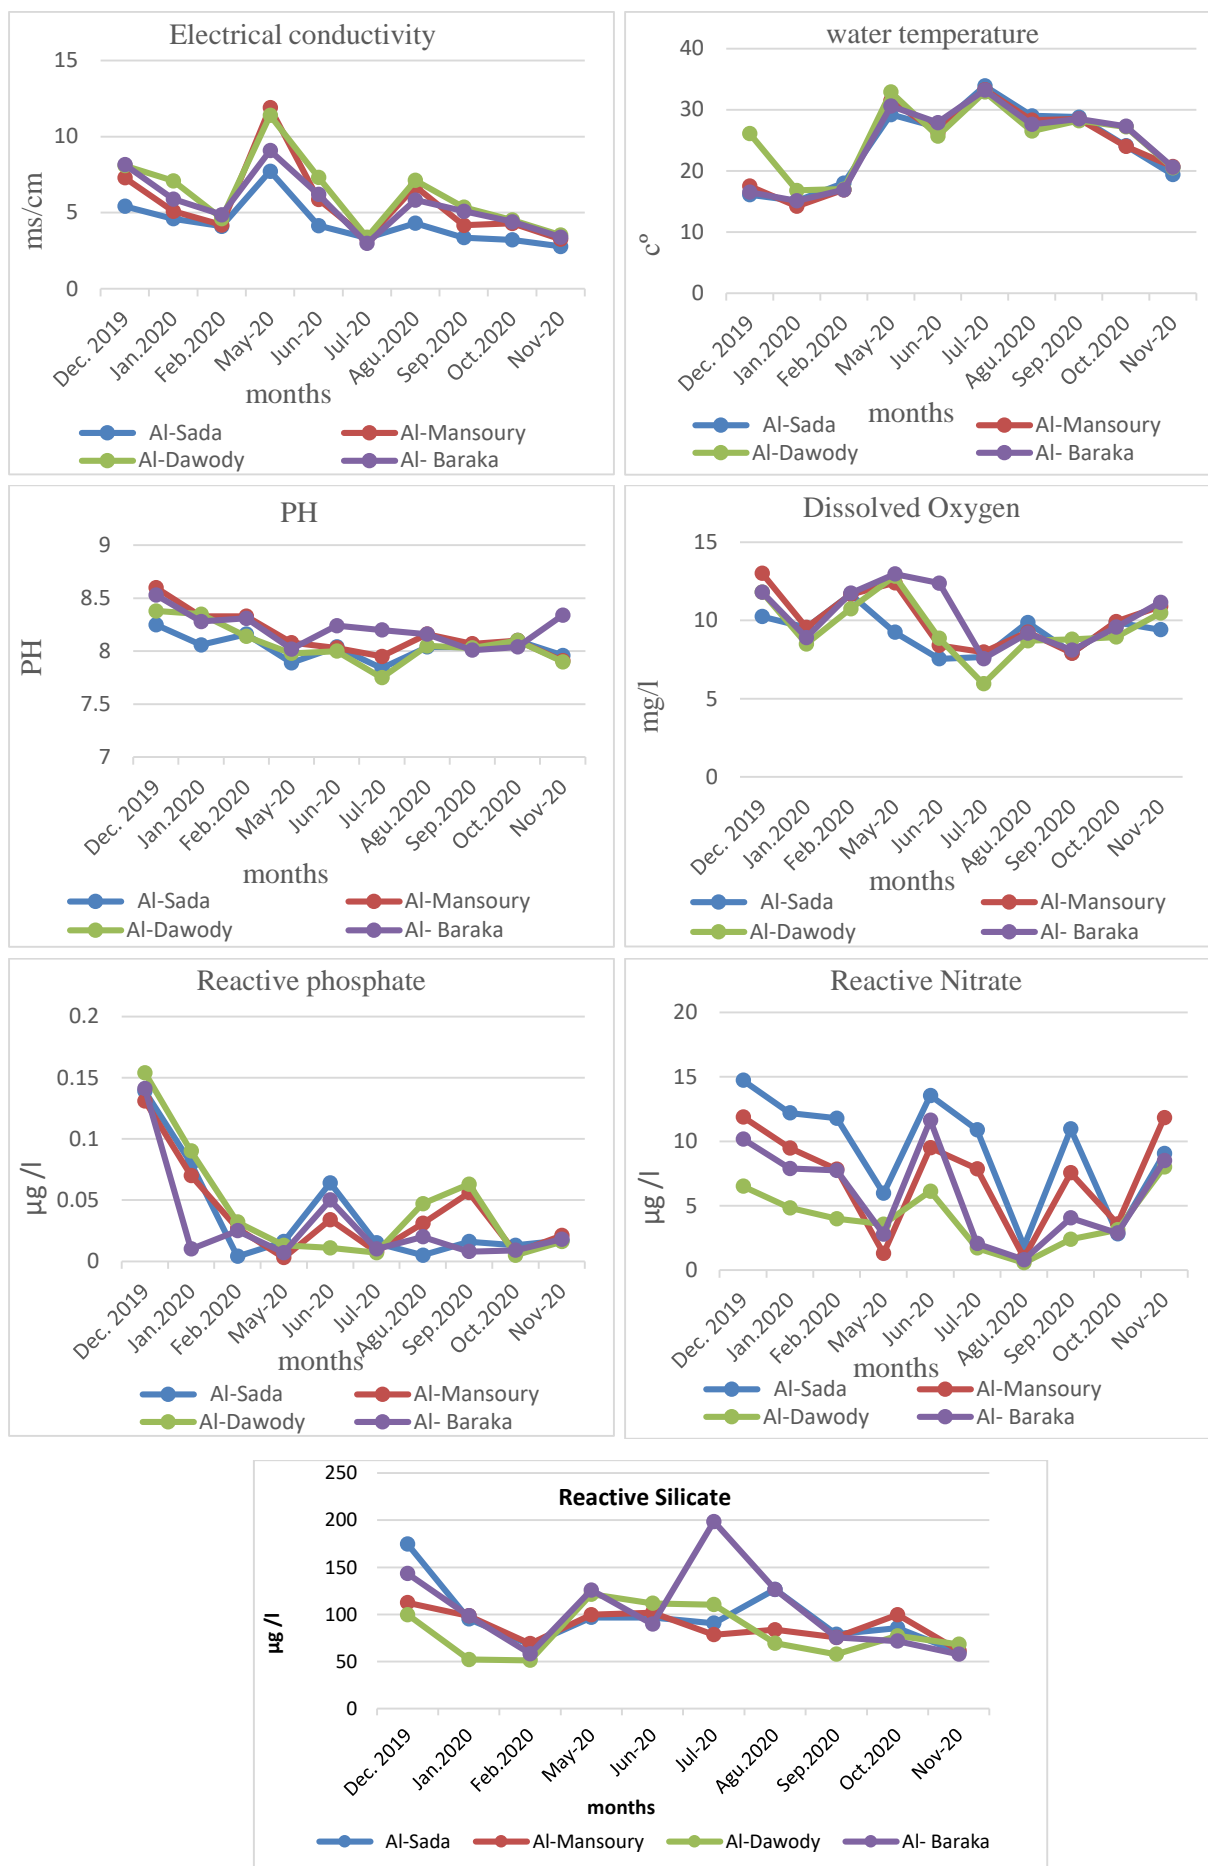 Electrical conductivity
15
10
5
0
ms/cm
Dec. 2019
Jan.2020
Feb.2020
May-20
Jun-20
Jul-20
Agu.2020
Sep.2020
Oct.2020
Nov-20
months
Al-Sada
Al-Mansoury
Al-Dawody
Al- Baraka
water temperature
40
30
20
10
0
c°
Dec. 2019
Jan.2020
Feb.2020
May-20
Jun-20
Jul-20
Agu.2020
Sep.2020
Oct.2020
Nov-20
months
Al-Sada
Al-Mansoury
Al-Dawody
Al- Baraka
PH
9
8.5
8
7.5
7
PH
Dec. 2019
Jan.2020
Feb.2020
May-20
Jun-20
Jul-20
Agu.2020
Sep.2020
Oct.2020
Nov-20
months
Al-Sada
Al-Mansoury
Al-Dawody
Al- Baraka
Dissolved Oxygen
15
10
5
0
mg/l
Dec. 2019
Jan.2020
Feb.2020
May-20
Jun-20
Jul-20
Agu.2020
Sep.2020
Oct.2020
Nov-20
months
Al-Sada
Al-Mansoury
Al-Dawody
Al- Baraka
Reactive phosphate
0.2
0.15
0.1
0.05
0
µg /l
Dec. 2019
Jan.2020
Feb.2020
May-20
Jun-20
Jul-20
Agu.2020
Sep.2020
Oct.2020
Nov-20
months
Al-Sada
Al-Mansoury
Al-Dawody
Al- Baraka
Reactive Nitrate
20
15
10
5
0
µg /l
Dec. 2019
Jan.2020
Feb.2020
May-20
Jun-20
Jul-20
Agu.2020
Sep.2020
Oct.2020
Nov-20
months
Al-Sada
Al-Mansoury
Al-Dawody
Al- Baraka
Reactive Silicate
250
200
150
100
50
0
µg /l
Dec. 2019
Jan.2020
Feb.2020
May-20
Jun-20
Jul-20
Agu.2020
Sep.2020
Oct.2020
Nov-20
months
Al-Sada
Al-Mansoury
Al-Dawody
Al- Baraka